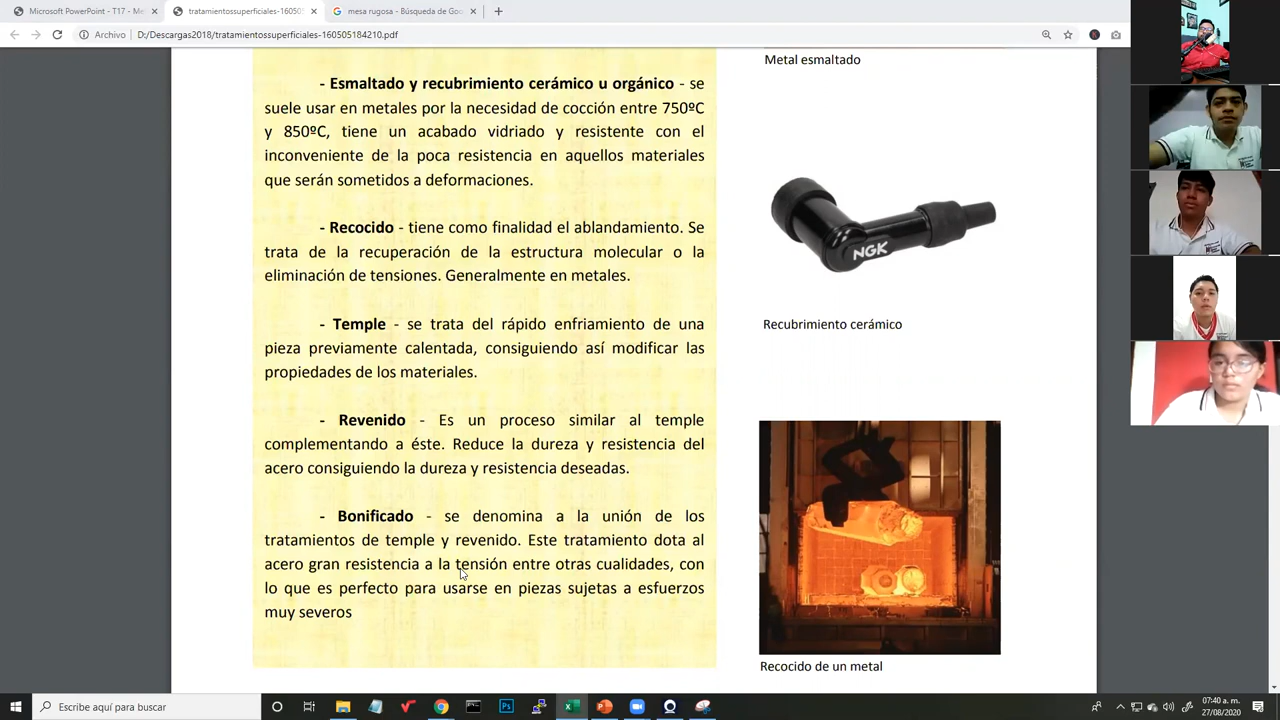 Microsoft PowerPoint - T17 - Me
tratamientossuperficiales-160505
mesa rugosa - Búsqueda de Goo
Archivo
D:/Descargas2018/tratamientossuperficiales-160505184210.pdf
- Esmaltado y recubrimiento cerámico u orgánico - se
suele usar en metales por la necesidad de cocción entre 750ºC
y 850ºC, tiene un acabado vidriado y resistente con el
inconveniente de la poca resistencia en aquellos materiales
que serán sometidos a deformaciones.
- Recocido - tiene como finalidad el ablandamiento. Se
trata de la recuperación de la estructura molecular o la
eliminación de tensiones. Generalmente en metales.
- Temple - se trata del rápido enfriamiento de una
pieza previamente calentada, consiguiendo así modificar las
propiedades de los materiales.
- Revenido - Es un proceso similar al temple
complementando a éste. Reduce la dureza y resistencia del
acero consiguiendo la dureza y resistencia deseadas.
- Bonificado - se denomina a la unión de los
tratamientos de temple y revenido. Este tratamiento dota al
acero gran resistencia a la tensión entre otras cualidades, con
lo que es perfecto para usarse en piezas sujetas a esfuerzos
muy severos
Metal esmaltado
NGK
Recubrimiento cerámico
Recocido de un metal
Escribe aquí para buscar
07:40 a. m.
27/08/2020